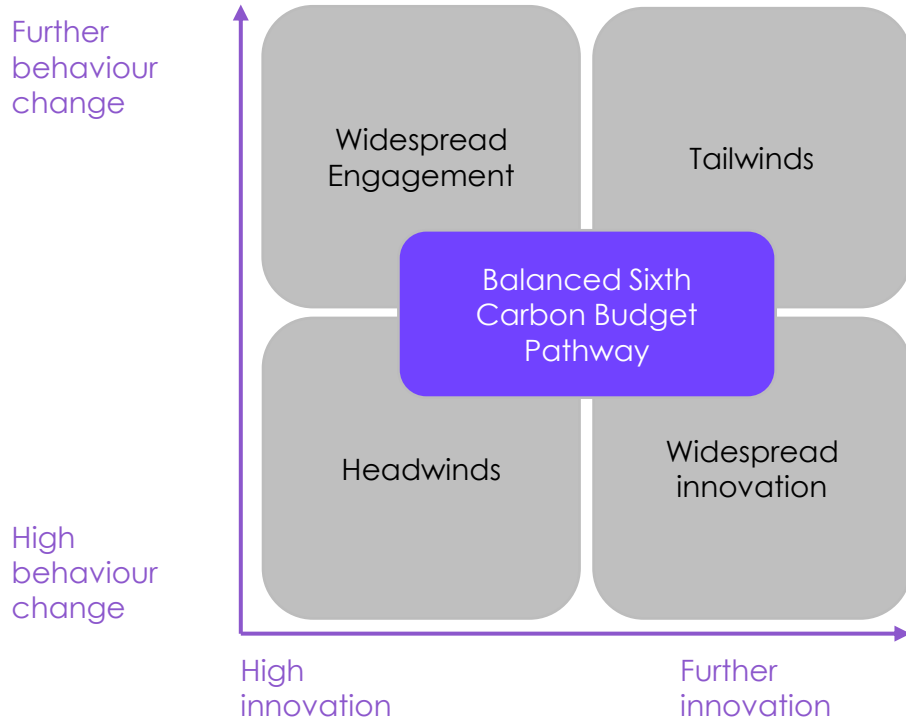 Further
behaviour
change
Widespread
Engagement
Tailwinds
Balanced Sixth
Carbon Budget
Pathway
Headwinds
Widespread
innovation
High
behaviour
change
High
innovation
Further
innovation